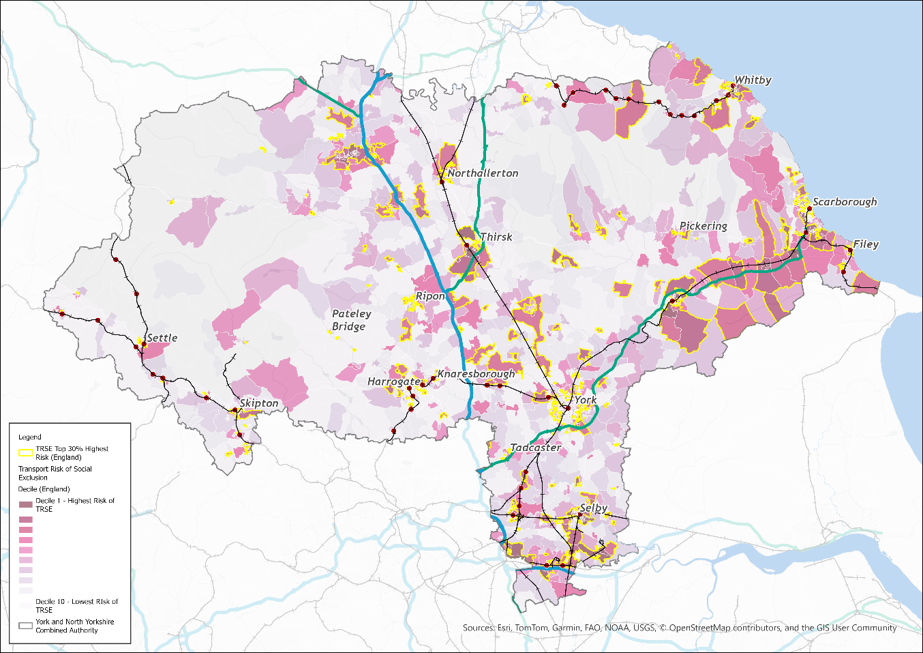 Whitby
Northallerton
Scarborough
Pickering
Thirsk
Filey
Ripon
Pateley
Bridge
Settle
Knaresborough
Harrogate
Skipton
York
Tadcaster
Selby
Legend
TRSE Top 30% Highest
Risk (England)
Transport Risk of Social
Exclusion
Decile (England)
Decile 1 - Highest Risk of
TRSE
Decile 10 - Lowest Risk of
TRSE
York and North Yorkshire
Combined Authority
Sources: Esri, TomTom, Garmin, FAO, NOAA, USGS, © OpenStreetMap contributors, and the GIS User Community